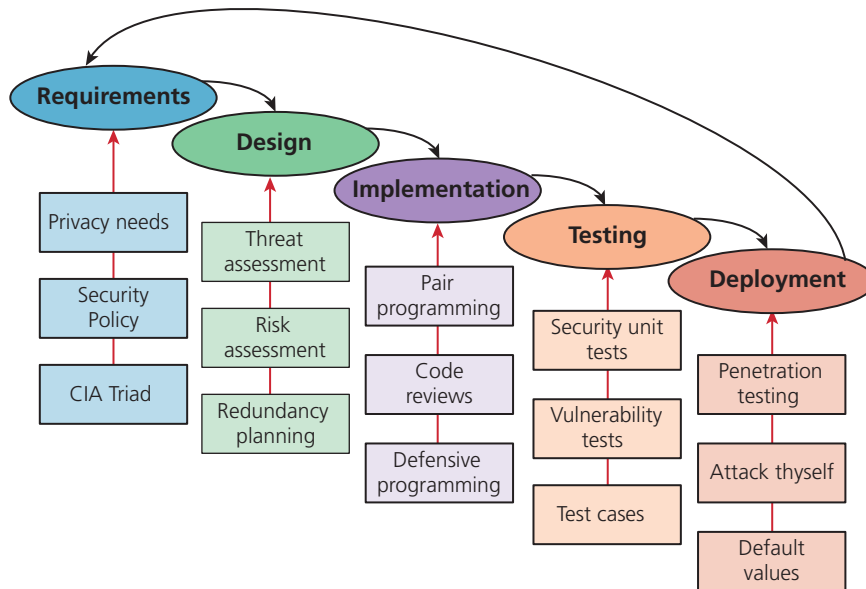 Requirements
Design
Implementation
Testing
Deployment
Privacy needs
Security
Policy
CIA Triad
Threat
assessment
Risk
assessment
Redundancy
planning
Pair
programming
Code
reviews
Defensive
programming
Security unit
tests
Vulnerability
tests
Test cases
Penetration
testing
Attack thyself
Default
values